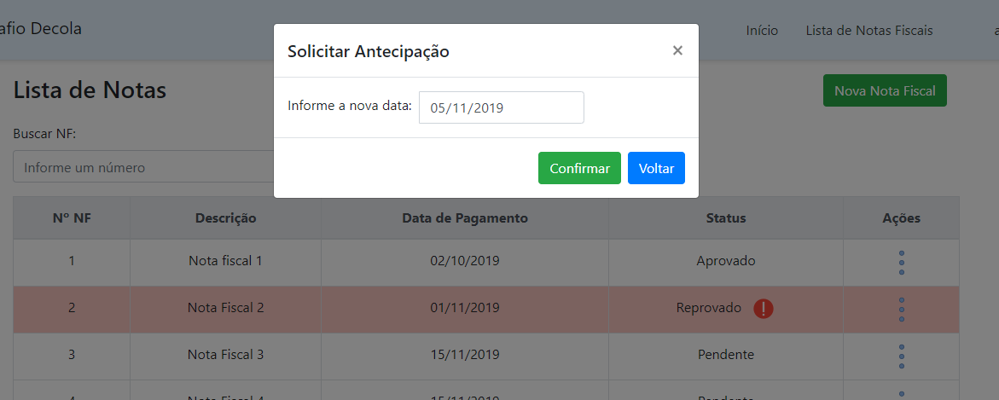 afio Decola
Início
Lista de Notas Fiscais
a
Solicitar Antecipação
×
Informe a nova data:
05/11/2019
Confirmar
Voltar
Lista de Notas
Nova Nota Fiscal
Buscar NF:
Informe um número
Nº NF
Descrição
Data de Pagamento
Status
Ações
1
Nota fiscal 1
02/10/2019
Aprovado
2
Nota Fiscal 2
01/11/2019
Reprovado
3
Nota Fiscal 3
15/11/2019
Pendente
4
Nota Fiscal 4
15/11/2019
Pendente